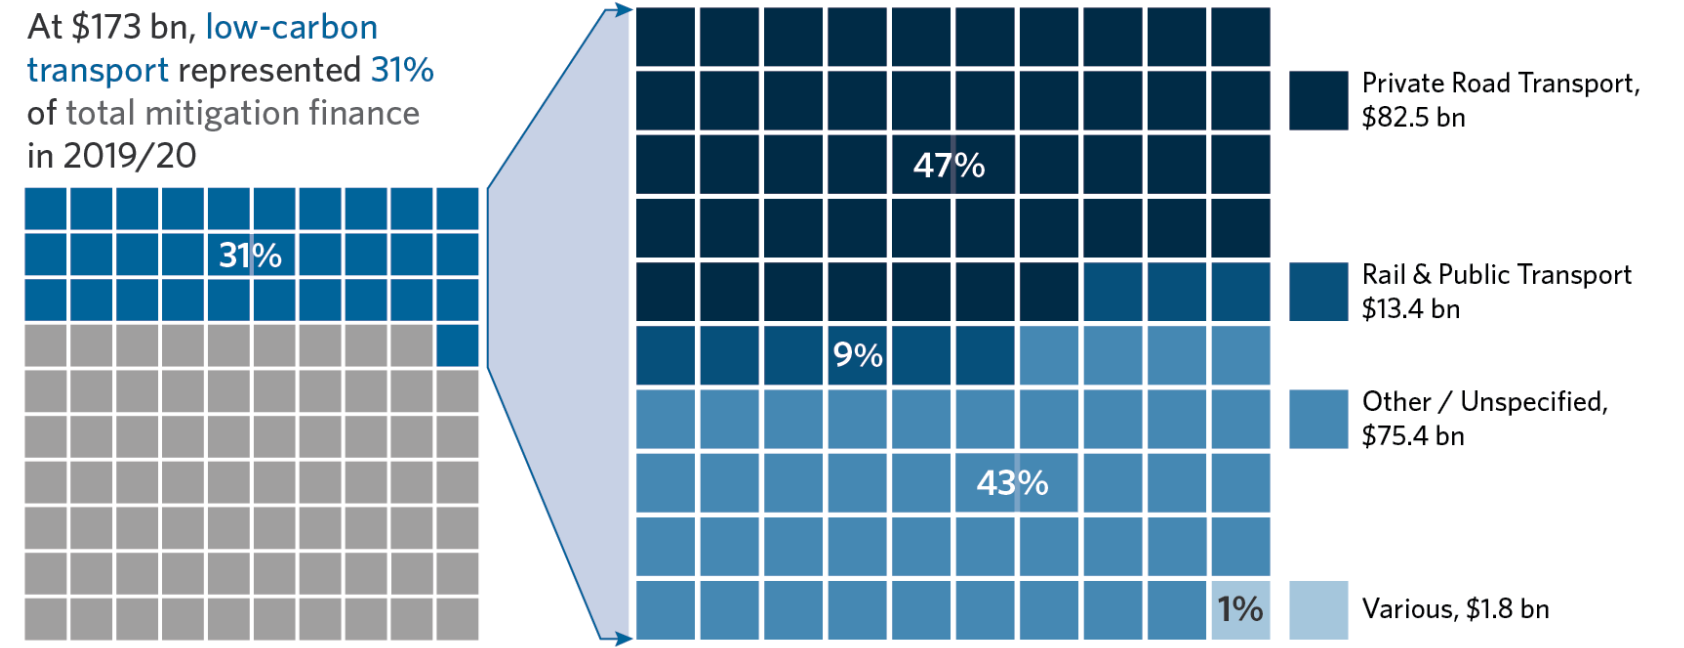 At $173 bn, low-carbon
transport represented 31%
of total mitigation finance
in 2019/20
31%
47%
9%
43%
1%
Private Road Transport,
$82.5 bn
Rail & Public Transport
$13.4 bn
Other / Unspecified,
$75.4 bn
Various, $1.8 bn